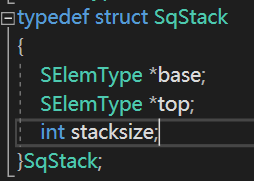 typedef struct SqStack
{
    SElemType *base;
    SElemType *top;
    int stacksize;
}SqStack;